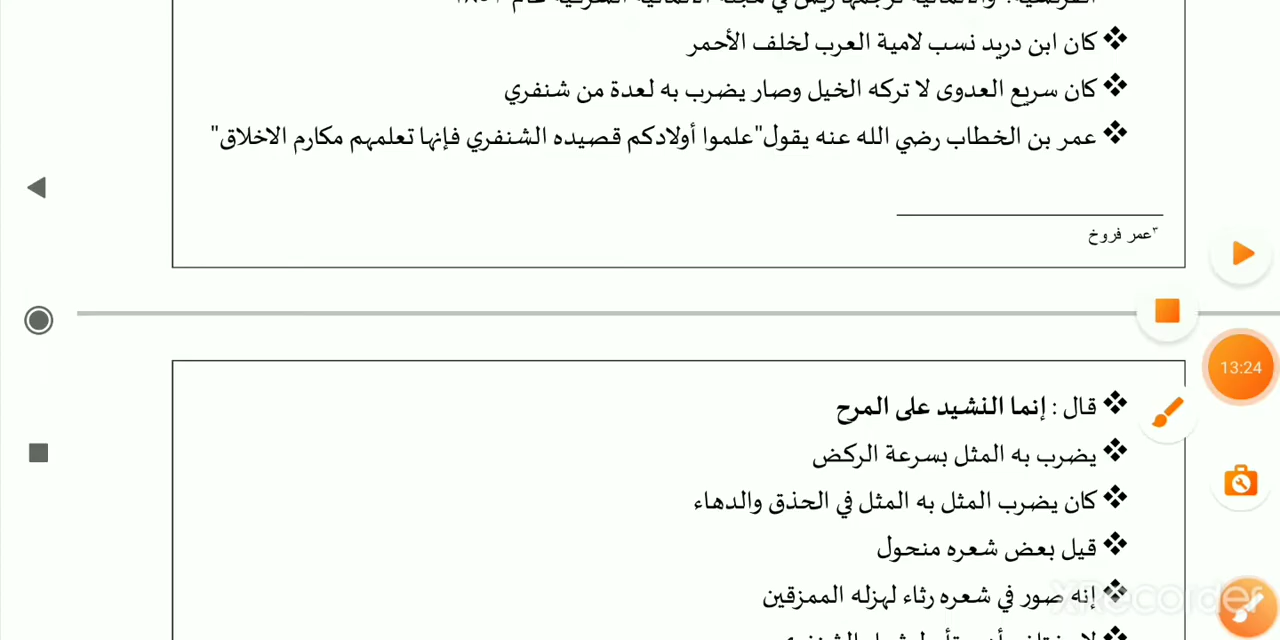 ❖ كان ابن دريد نسب لامية العرب لخلف الأحمر
❖ كان سريع العدوى لا تركه الخيل وصار يضرب به لعدة من شنفري
❖ عمر بن الخطاب رضي الله عنه يقول"علموا أولادكم قصيده الشنفري فإنها تعلمهم مكارم الاخلاق"
٣عمر فروخ
❖ قال : إنما النشيد على المرح
13:24
❖ يضرب به المثل بسرعة الركض
❖ كان يضرب المثل به المثل في الحذق والدهاء
❖ قيل بعض شعره منحول
❖ إنه صور في شعره رثاء لهزله الممزقين
XRecorder